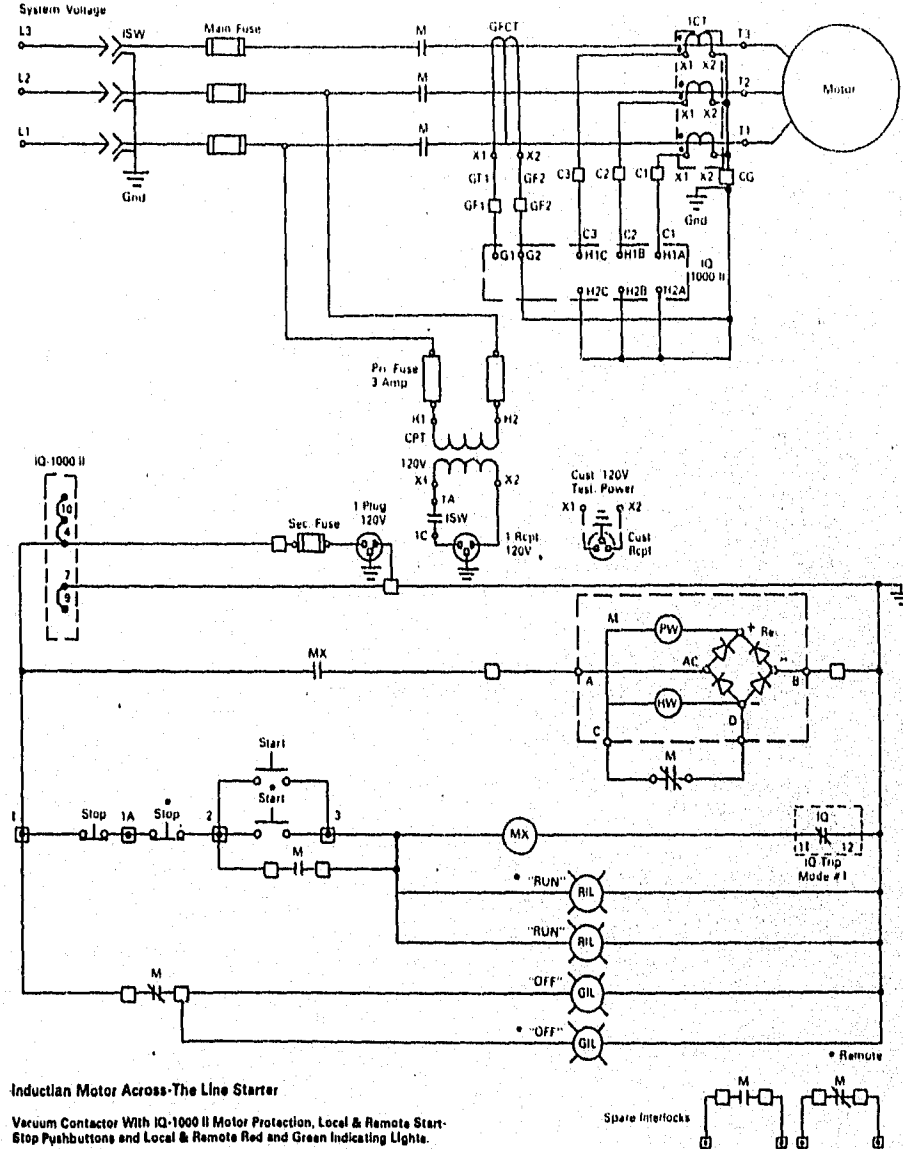 System Voltage
L3 ISW Main Fuse M GFCT 1CT T3
X1 X2
L2 M T2 Motor
X1 X2
L1 M T1
X1 X2 C3 C2 C1 X1 X2 CG
Gnd GT1 GF2
GF1 GF2 Gnd
C3 C2 C1
G1 G2 H1C H1B H1A IQ
1000 II
H2C H2B H2A
Pri. Fuse
3 Amp
H1 H2
CPT
120V
X1 X2
IQ-1000 II
Cust 120V
Test. Power
X1 X2
1A
ISW
1C
10
4
Sec. Fuse 1 Plug
120V
1 Rcpt.
120V
Cust
Rcpt
7
9
M PW + Re.
MX AC
A B
HW D -
C
M
Start
Start
1 Stop 1A Stop 2 3 MX IQ
11 12
IQ Trip
Mode #1
M
• "RUN" RIL
"RUN" RIL
M "OFF" GIL
• "OFF" GIL
• Remote
Inductian Motor Across-The Line Starter
Vacuum Contactor With IQ-1000 II Motor Protection, Local & Remote Start-
Stop Pushbuttons and Local & Remote Red and Green Indicating Lights.
Spare Interlocks M M